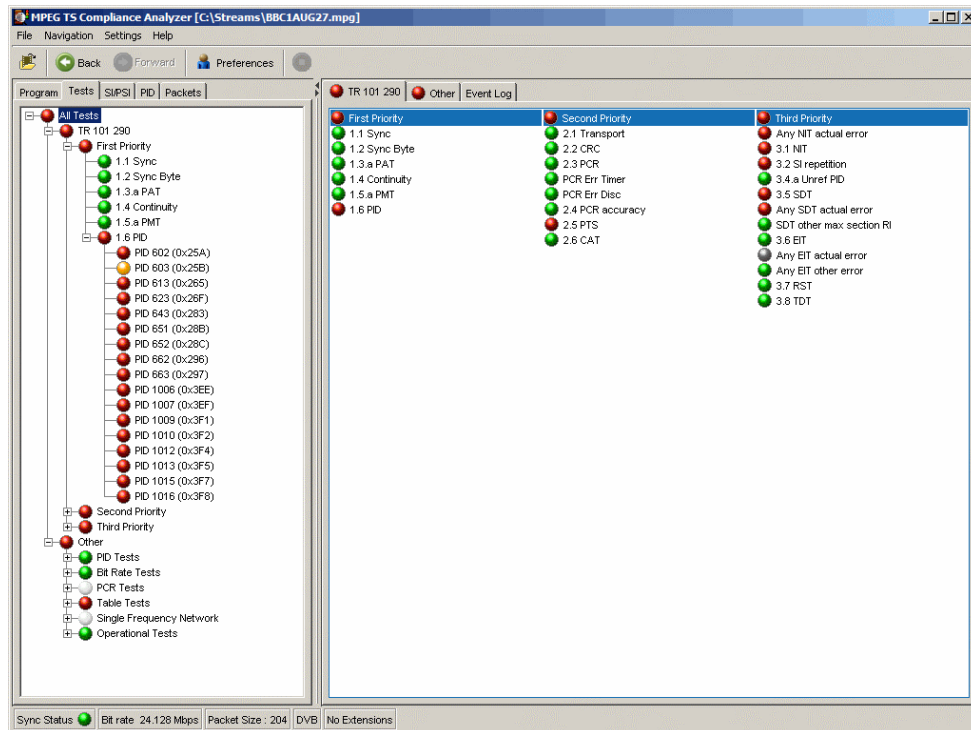 MPEG TS Compliance Analyzer [C:\Streams\BBC1AUG27.mpg]
File Navigation Settings Help
Back Forward Preferences
Program Tests SI/PSI PID Packets
All Tests
TR 101 290
First Priority
1.1 Sync
1.2 Sync Byte
1.3.a PAT
1.4 Continuity
1.5.a PMT
1.6 PID
PID 602 (0x25A)
PID 603 (0x25B)
PID 613 (0x265)
PID 623 (0x26F)
PID 643 (0x283)
PID 651 (0x28B)
PID 652 (0x28C)
PID 662 (0x296)
PID 663 (0x297)
PID 1006 (0x3EE)
PID 1007 (0x3EF)
PID 1009 (0x3F1)
PID 1010 (0x3F2)
PID 1012 (0x3F4)
PID 1013 (0x3F5)
PID 1015 (0x3F7)
PID 1016 (0x3F8)
Second Priority
Third Priority
Other
PID Tests
Bit Rate Tests
PCR Tests
Table Tests
Single Frequency Network
Operational Tests
TR 101 290 Other Event Log
First Priority
1.1 Sync
1.2 Sync Byte
1.3.a PAT
1.4 Continuity
1.5.a PMT
1.6 PID
Second Priority
2.1 Transport
2.2 CRC
2.3 PCR
PCR Err Timer
PCR Err Disc
2.4 PCR accuracy
2.5 PTS
2.6 CAT
Third Priority
Any NIT actual error
3.1 NIT
3.2 SI repetition
3.4.a Unref PID
3.5 SDT
Any SDT actual error
SDT other max section RI
3.6 EIT
Any EIT actual error
Any EIT other error
3.7 RST
3.8 TDT
Sync Status Bit rate 24.128 Mbps Packet Size : 204 DVB No Extensions